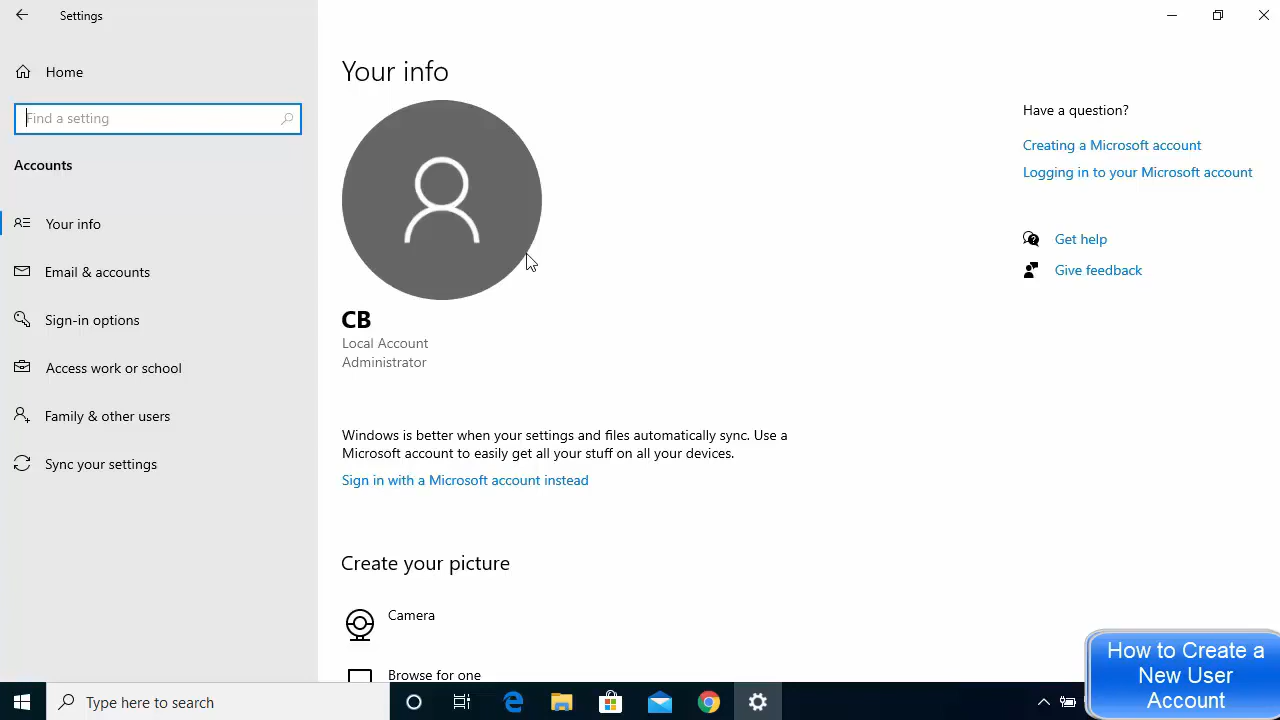 Settings
Home
Find a setting
Accounts
Your info
Email & accounts
Sign-in options
Access work or school
Family & other users
Sync your settings
Your info
CB
Local Account
Administrator
Windows is better when your settings and files automatically sync. Use a
Microsoft account to easily get all your stuff on all your devices.
Sign in with a Microsoft account instead
Create your picture
Camera
Browse for one
Have a question?
Creating a Microsoft account
Logging in to your Microsoft account
Get help
Give feedback
Type here to search
How to Create a
New User
Account